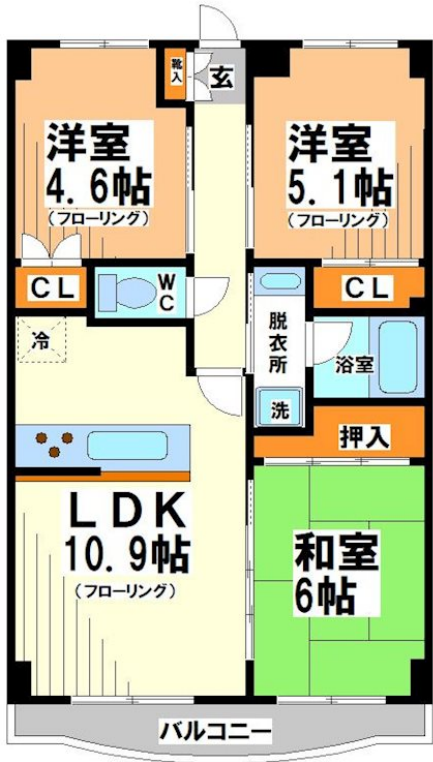 靴入
玄
洋室
4.6帖
(フローリング)
洋室
5.1帖
(フローリング)
CL
WC
CL
冷
脱衣所
浴室
洗
押入
LDK
10.9帖
(フローリング)
和室
6帖
バルコニー